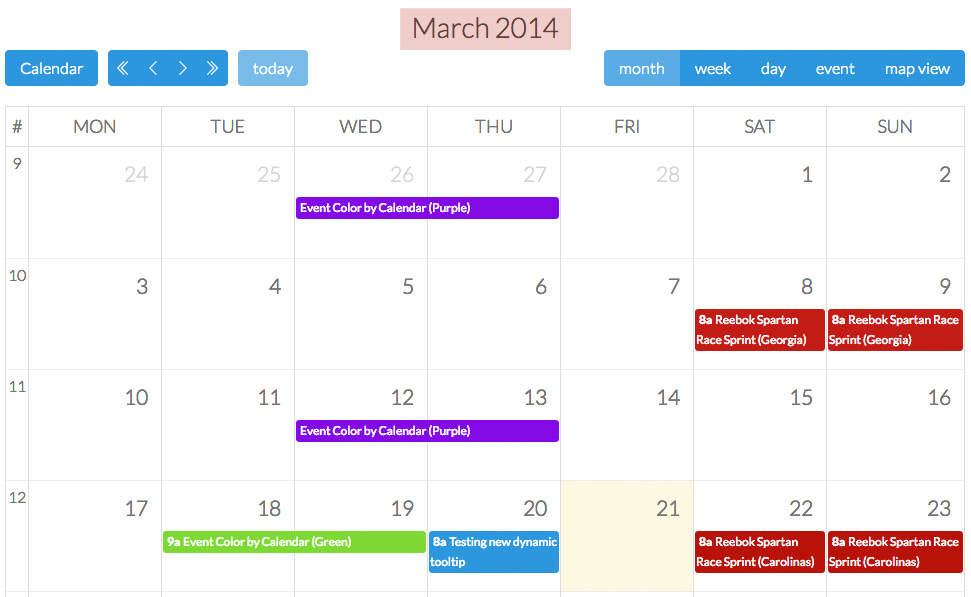 March 2014
Calendar
today
month week day event map view
# MON TUE WED THU FRI SAT SUN
9 24 25 26 27 28 1 2
Event Color by Calendar (Purple)
10 3 4 5 6 7 8 9
8a Reebok Spartan
Race Sprint (Georgia)
8a Reebok Spartan Race
Sprint (Georgia)
11 10 11 12 13 14 15 16
Event Color by Calendar (Purple)
12 17 18 19 20 21 22 23
9a Event Color by Calendar (Green)
8a Testing new dynamic
tooltip
8a Reebok Spartan
Race Sprint (Carolinas)
8a Reebok Spartan Race
Sprint (Carolinas)